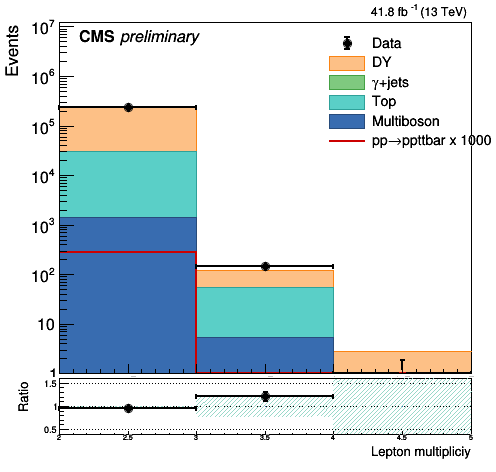 41.8 fb⁻¹ (13 TeV)
CMS preliminary
Events
10⁷
10⁶
10⁵
10⁴
10³
10²
10
1
Data
DY
γ+jets
Top
Multiboson
pp→ppttbar x 1000
Ratio
1.5
1
0.5
2 2.5 3 3.5 4 4.5 5
Lepton multipliciy